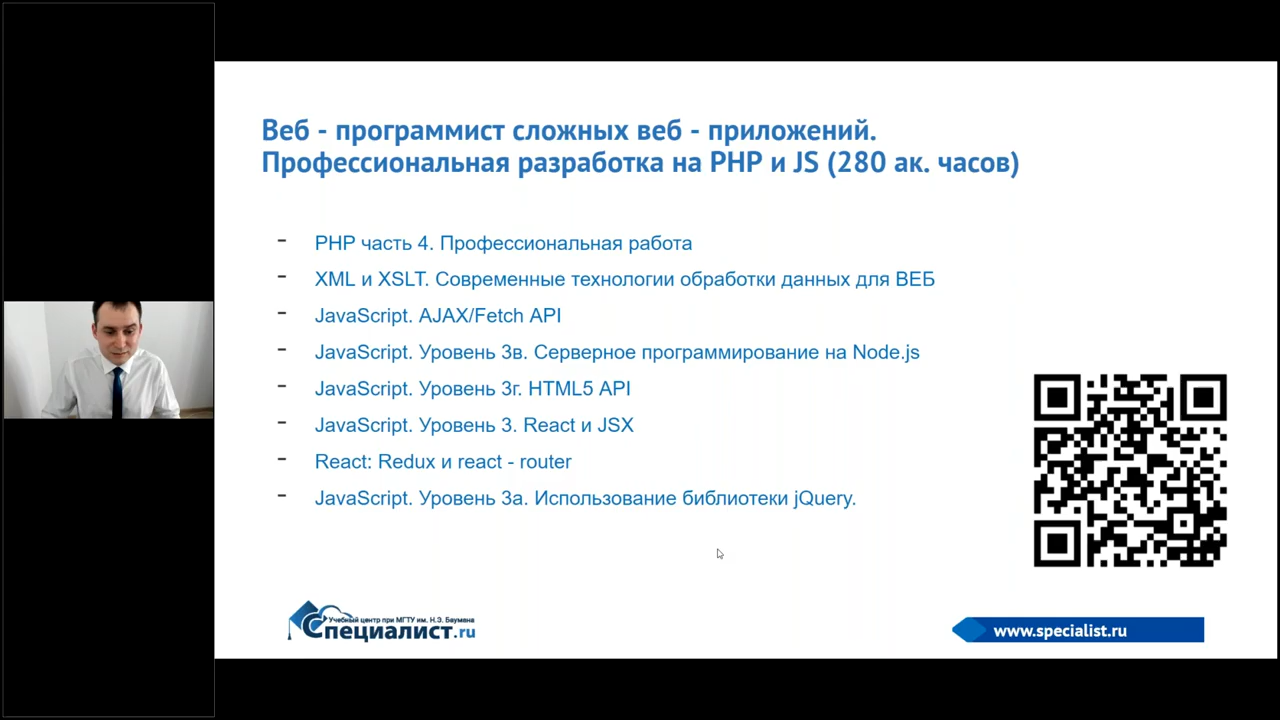 Веб - программист сложных веб - приложений.
Профессиональная разработка на PHP и JS (280 ак. часов)
- PHP часть 4. Профессиональная работа
- XML и XSLT. Современные технологии обработки данных для ВЕБ
- JavaScript. AJAX/Fetch API
- JavaScript. Уровень 3в. Серверное программирование на Node.js
- JavaScript. Уровень 3г. HTML5 API
- JavaScript. Уровень 3. React и JSX
- React: Redux и react - router
- JavaScript. Уровень 3а. Использование библиотеки jQuery.
Учебный центр при МГТУ им. Н.Э. Баумана
Специалист.ru
www.specialist.ru